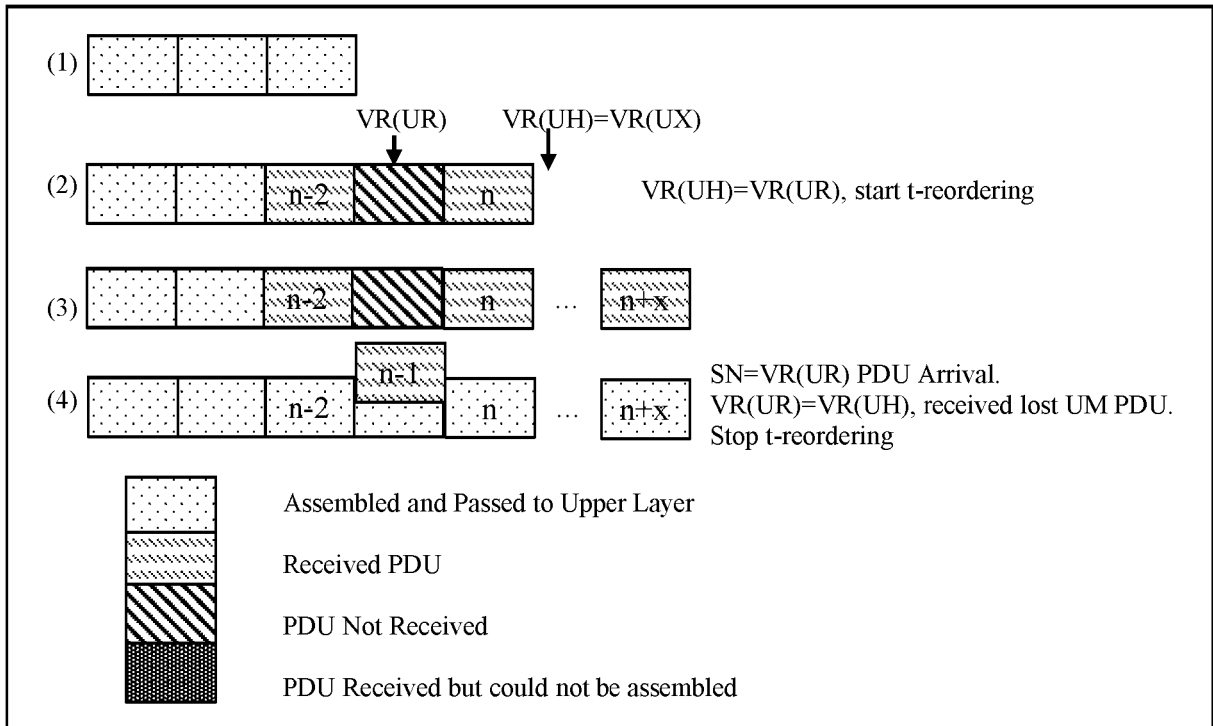 (1)
VR(UR) VR(UH)=VR(UX)
(2) n-2 n VR(UH)=VR(UR), start t-reordering
(3) n-2 n ... n+x
n-1
(4) n-2 n ... n+x
SN=VR(UR) PDU Arrival.
VR(UR)=VR(UH), received lost UM PDU.
Stop t-reordering
Assembled and Passed to Upper Layer
Received PDU
PDU Not Received
PDU Received but could not be assembled